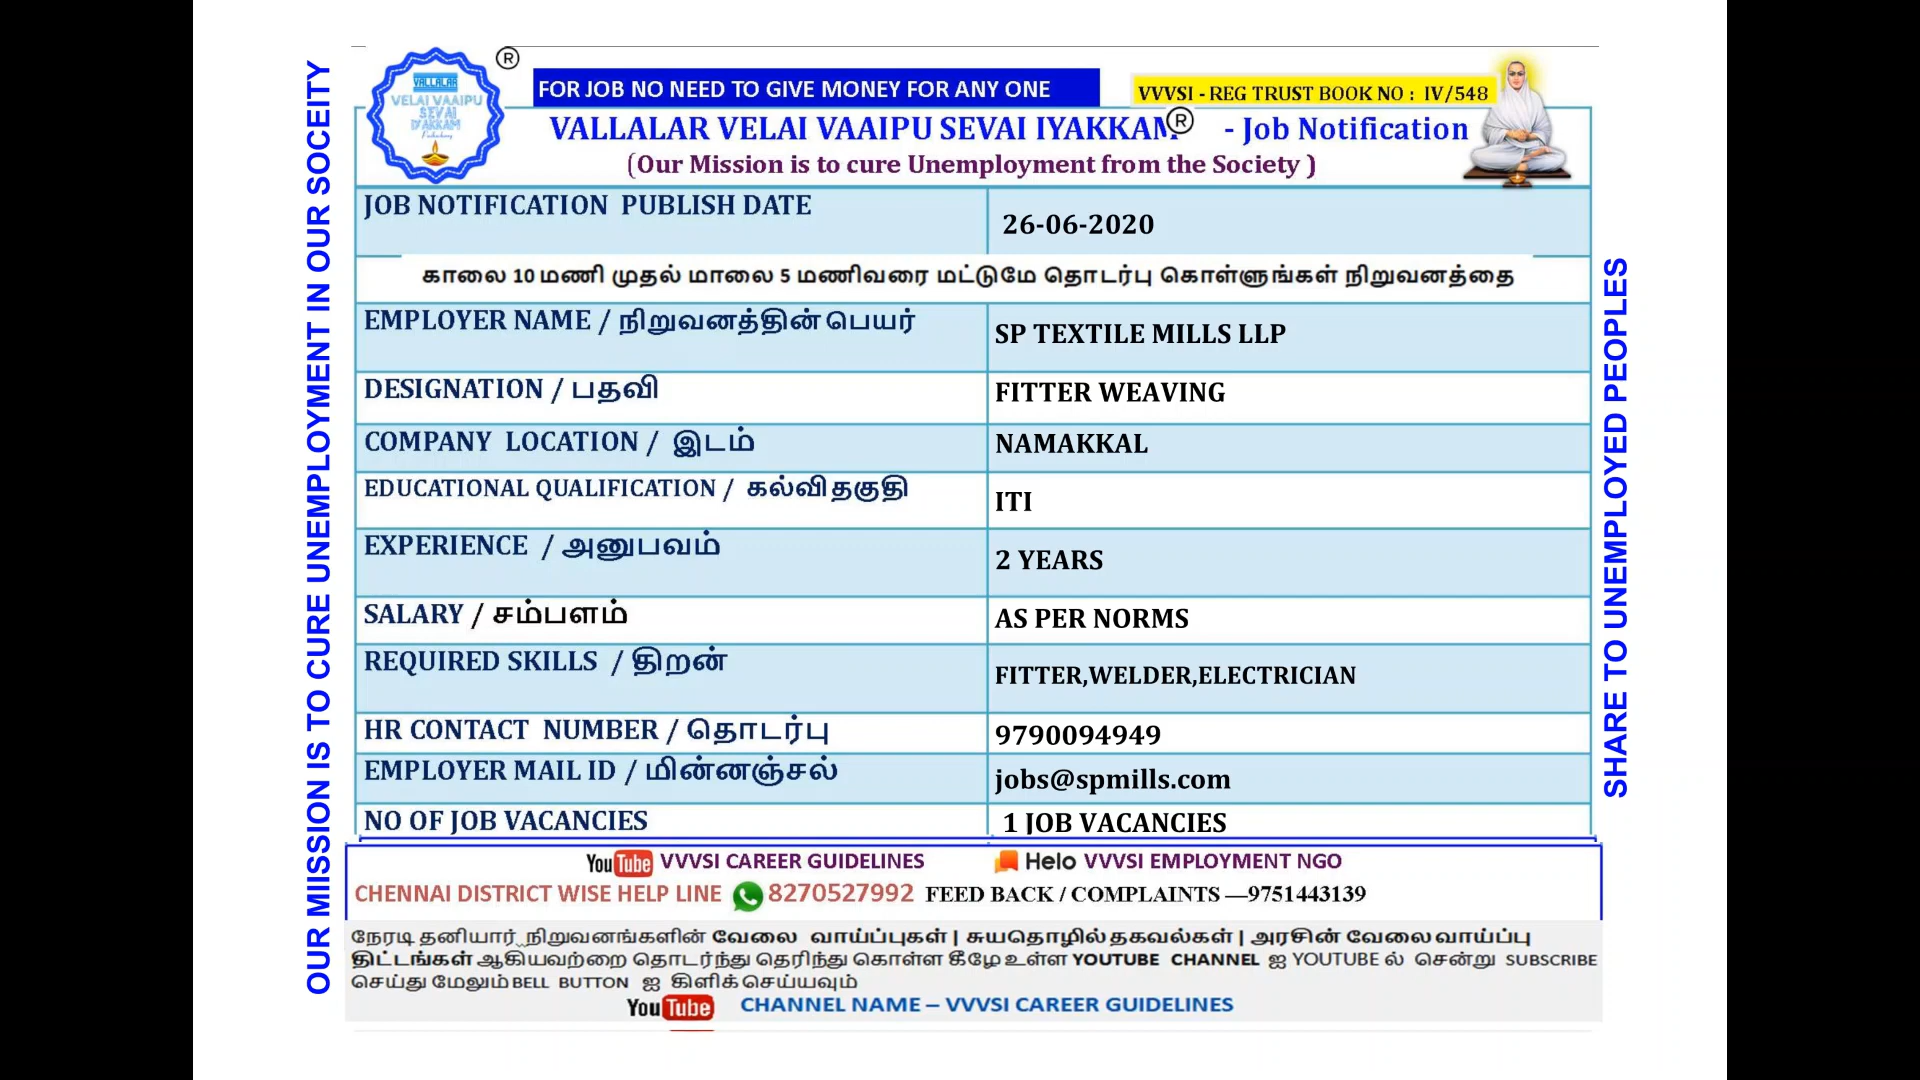 OUR MISSION IS TO CURE UNEMPLOYMENT IN OUR SOCEITY
®
VALLALAR
VELAI VAAIPU
SEVAI
IYAKKAM
FOR JOB NO NEED TO GIVE MONEY FOR ANY ONE
VVVSI - REG TRUST BOOK NO : IV/548
VALLALAR VELAI VAAIPU SEVAI IYAKKAM® - Job Notification
(Our Mission is to cure Unemployment from the Society )
JOB NOTIFICATION PUBLISH DATE 26-06-2020
காலை 10 மணி முதல் மாலை 5 மணிவரை மட்டுமே தொடர்பு கொள்ளுங்கள் நிறுவனத்தை
EMPLOYER NAME / நிறுவனத்தின் பெயர் SP TEXTILE MILLS LLP
DESIGNATION / பதவி FITTER WEAVING
COMPANY LOCATION / இடம் NAMAKKAL
EDUCATIONAL QUALIFICATION / கல்வி தகுதி ITI
EXPERIENCE / அனுபவம் 2 YEARS
SALARY / சம்பளம் AS PER NORMS
REQUIRED SKILLS / திறன் FITTER,WELDER,ELECTRICIAN
HR CONTACT NUMBER / தொடர்பு 9790094949
EMPLOYER MAIL ID / மின்னஞ்சல் jobs@spmills.com
NO OF JOB VACANCIES 1 JOB VACANCIES
YouTube VVVSI CAREER GUIDELINES Helo VVVSI EMPLOYMENT NGO
CHENNAI DISTRICT WISE HELP LINE 8270527992 FEED BACK / COMPLAINTS —9751443139
நேரடி தனியார் நிறுவனங்களின் வேலை வாய்ப்புகள் | சுயதொழில் தகவல்கள் | அரசின் வேலை வாய்ப்பு
திட்டங்கள் ஆகியவற்றை தொடர்ந்து தெரிந்து கொள்ள கீழே உள்ள YOUTUBE CHANNEL ஐ YOUTUBE ல் சென்று SUBSCRIBE
செய்து மேலும் BELL BUTTON ஐ கிளிக் செய்யவும்
YouTube CHANNEL NAME – VVVSI CAREER GUIDELINES
SHARE TO UNEMPLOYED PEOPLES